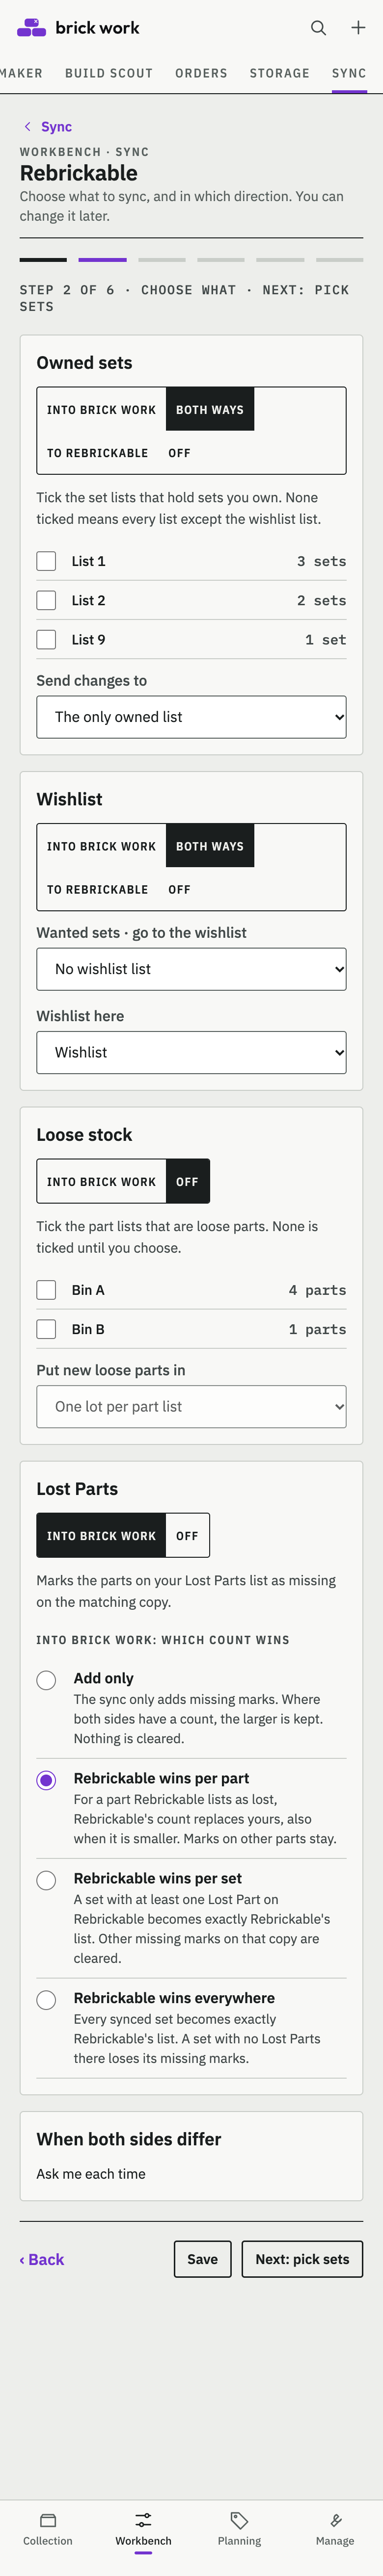 brick work
MAKER BUILD SCOUT ORDERS STORAGE SYNC
‹ Sync
WORKBENCH · SYNC
Rebrickable
Choose what to sync, and in which direction. You can
change it later.
STEP 2 OF 6 · CHOOSE WHAT · NEXT: PICK
SETS
Owned sets
INTO BRICK WORK BOTH WAYS
TO REBRICKABLE OFF
Tick the set lists that hold sets you own. None
ticked means every list except the wishlist list.
List 1 3 sets
List 2 2 sets
List 9 1 set
Send changes to
The only owned list
Wishlist
INTO BRICK WORK BOTH WAYS
TO REBRICKABLE OFF
Wanted sets · go to the wishlist
No wishlist list
Wishlist here
Wishlist
Loose stock
INTO BRICK WORK OFF
Tick the part lists that are loose parts. None is
ticked until you choose.
Bin A 4 parts
Bin B 1 parts
Put new loose parts in
One lot per part list
Lost Parts
INTO BRICK WORK OFF
Marks the parts on your Lost Parts list as missing
on the matching copy.
INTO BRICK WORK: WHICH COUNT WINS
Add only
The sync only adds missing marks. Where
both sides have a count, the larger is kept.
Nothing is cleared.
Rebrickable wins per part
For a part Rebrickable lists as lost,
Rebrickable's count replaces yours, also
when it is smaller. Marks on other parts stay.
Rebrickable wins per set
A set with at least one Lost Part on
Rebrickable becomes exactly Rebrickable's
list. Other missing marks on that copy are
cleared.
Rebrickable wins everywhere
Every synced set becomes exactly
Rebrickable's list. A set with no Lost Parts
there loses its missing marks.
When both sides differ
Ask me each time
‹ Back Save Next: pick sets
Collection Workbench Planning Manage